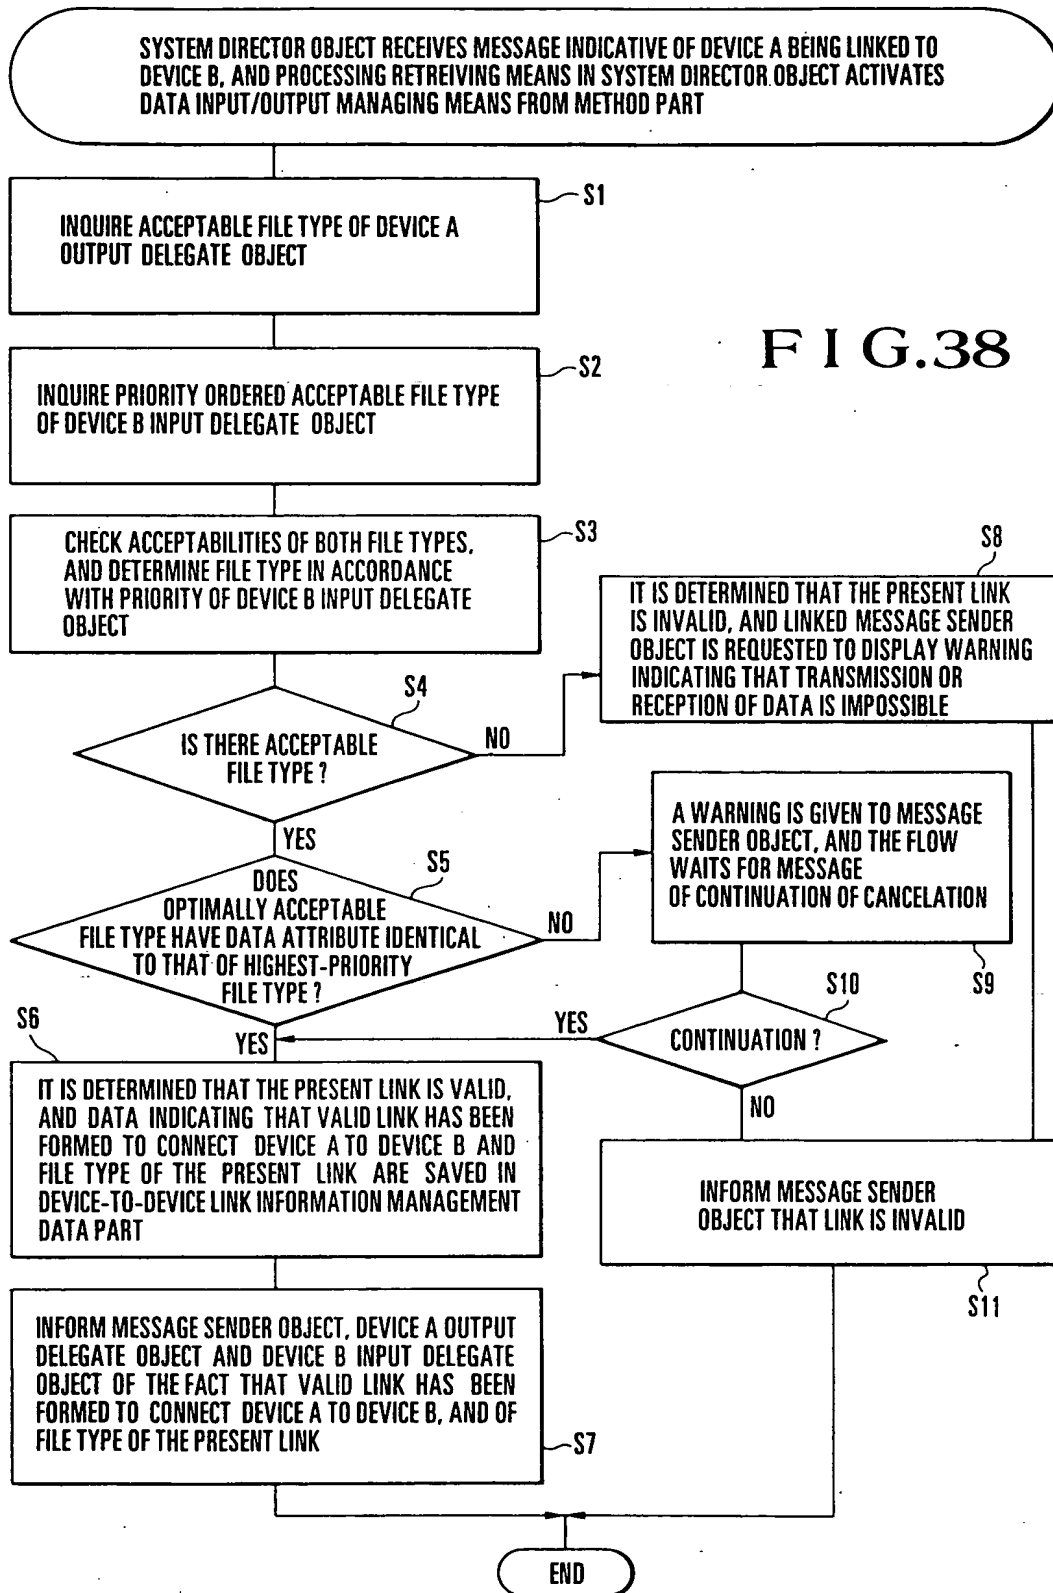 SYSTEM DIRECTOR OBJECT RECEIVES MESSAGE INDICATIVE OF DEVICE A BEING LINKED TO
DEVICE B, AND PROCESSING RETREIVING MEANS IN SYSTEM DIRECTOR OBJECT ACTIVATES
DATA INPUT/OUTPUT MANAGING MEANS FROM METHOD PART
S1
INQUIRE ACCEPTABLE FILE TYPE OF DEVICE A
OUTPUT DELEGATE OBJECT
FIG.38
S2
INQUIRE PRIORITY ORDERED ACCEPTABLE FILE TYPE
OF DEVICE B INPUT DELEGATE OBJECT
S3
CHECK ACCEPTABILITIES OF BOTH FILE TYPES,
AND DETERMINE FILE TYPE IN ACCORDANCE
WITH PRIORITY OF DEVICE B INPUT DELEGATE
OBJECT
S8
IT IS DETERMINED THAT THE PRESENT LINK
IS INVALID, AND LINKED MESSAGE SENDER
OBJECT IS REQUESTED TO DISPLAY WARNING
INDICATING THAT TRANSMISSION OR
RECEPTION OF DATA IS IMPOSSIBLE
S4
IS THERE ACCEPTABLE
FILE TYPE ?
NO
YES
S5
DOES
OPTIMALLY ACCEPTABLE
FILE TYPE HAVE DATA ATTRIBUTE IDENTICAL
TO THAT OF HIGHEST-PRIORITY
FILE TYPE ?
NO
YES
A WARNING IS GIVEN TO MESSAGE
SENDER OBJECT, AND THE FLOW
WAITS FOR MESSAGE
OF CONTINUATION OF CANCELATION
S9
S10
CONTINUATION ?
YES
NO
S6
IT IS DETERMINED THAT THE PRESENT LINK IS VALID,
AND DATA INDICATING THAT VALID LINK HAS BEEN
FORMED TO CONNECT DEVICE A TO DEVICE B AND
FILE TYPE OF THE PRESENT LINK ARE SAVED IN
DEVICE-TO-DEVICE LINK INFORMATION MANAGEMENT
DATA PART
INFORM MESSAGE SENDER
OBJECT THAT LINK IS INVALID
S11
INFORM MESSAGE SENDER OBJECT, DEVICE A OUTPUT
DELEGATE OBJECT AND DEVICE B INPUT DELEGATE
OBJECT OF THE FACT THAT VALID LINK HAS BEEN
FORMED TO CONNECT DEVICE A TO DEVICE B, AND OF
FILE TYPE OF THE PRESENT LINK
S7
END